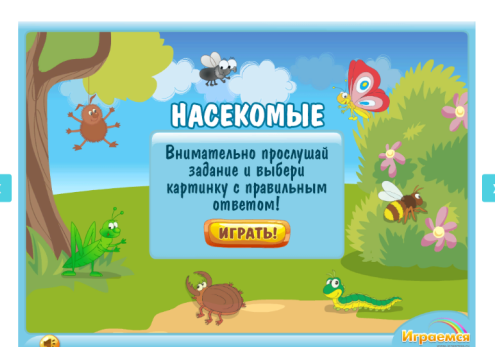 НАСЕКОМЫЕ
Внимательно прослушай
задание и выбери
картинку с правильным
ответом!
ИГРАТЬ!
Играемся